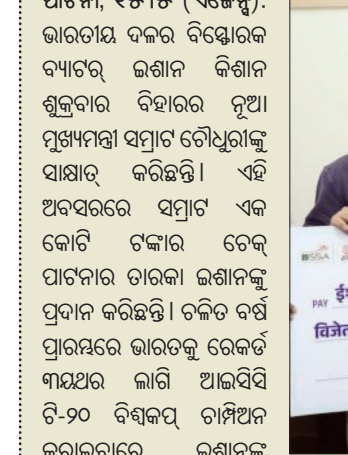 ଭାରତୀୟ ଦଳର ବିସ୍ଫୋରକ
ବ୍ୟାଟର୍ ଇଶାନ କିଶାନ
ଶୁକ୍ରବାର ବିହାରର ନୂଆ
ମୁଖ୍ୟମନ୍ତ୍ରୀ ସମ୍ରାଟ ଚୌଧୁରୀଙ୍କୁ
ସାକ୍ଷାତ୍ କରିଛନ୍ତି। ଏହି
ଅବସରରେ ସମ୍ରାଟ ଏକ
କୋଟି ଟଙ୍କାର ଚେକ୍
ପାଟନାର ତାରକା ଇଶାନଙ୍କୁ
ପ୍ରଦାନ କରିଛନ୍ତି। ଚଳିତ ବର୍ଷ
ପ୍ରାରମ୍ଭରେ ଭାରତକୁ ରେକର୍ଡ
୩ୟଥର ଲାଗି ଆଇସିସି
ଟି-୨୦ ବିଶ୍ୱକପ୍ ଚାମ୍ପିଅନ
BSSA
PAY